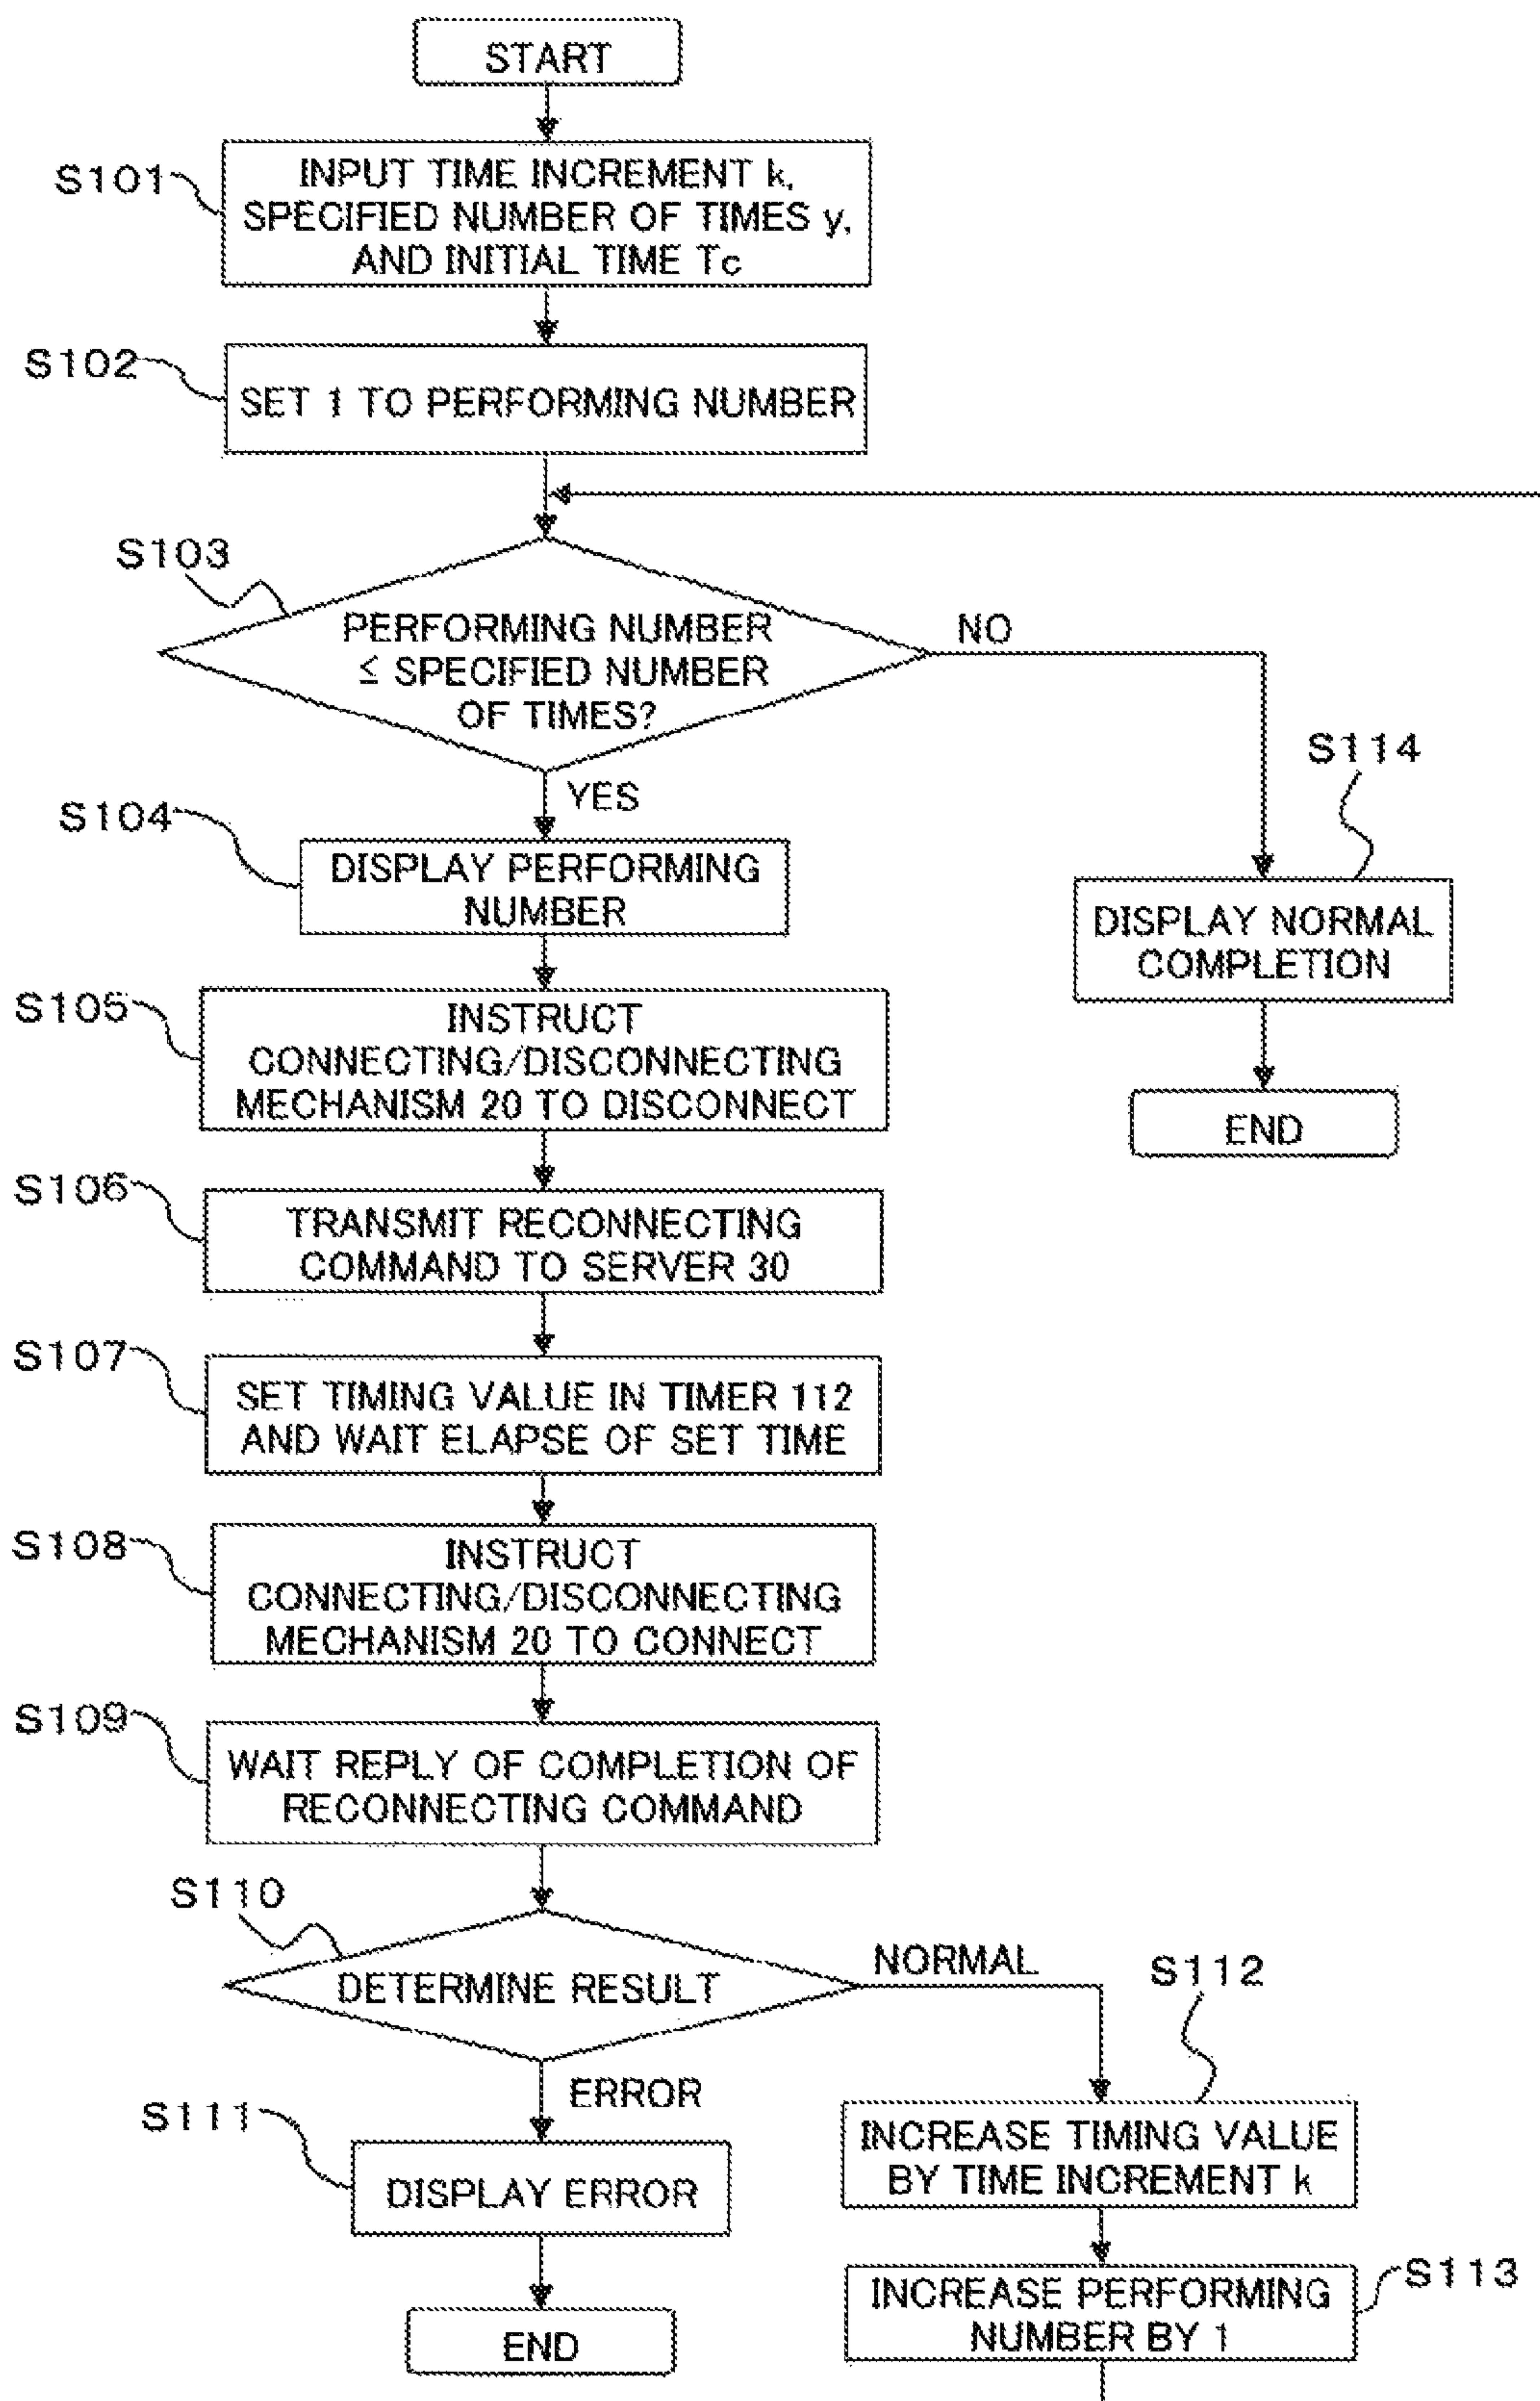 START
S101
INPUT TIME INCREMENT k,
SPECIFIED NUMBER OF TIMES y,
AND INITIAL TIME Tc
S102
SET 1 TO PERFORMING NUMBER
S103
PERFORMING NUMBER
≤ SPECIFIED NUMBER
OF TIMES?
NO
YES
S114
S104
DISPLAY PERFORMING
NUMBER
DISPLAY NORMAL
COMPLETION
S105
INSTRUCT
CONNECTING/DISCONNECTING
MECHANISM 20 TO DISCONNECT
END
S106
TRANSMIT RECONNECTING
COMMAND TO SERVER 30
S107
SET TIMING VALUE IN TIMER 112
AND WAIT ELAPSE OF SET TIME
S108
INSTRUCT
CONNECTING/DISCONNECTING
MECHANISM 20 TO CONNECT
S109
WAIT REPLY OF COMPLETION OF
RECONNECTING COMMAND
S110
DETERMINE RESULT
NORMAL
S112
ERROR
S111
DISPLAY ERROR
INCREASE TIMING VALUE
BY TIME INCREMENT k
S113
INCREASE PERFORMING
NUMBER BY 1
END